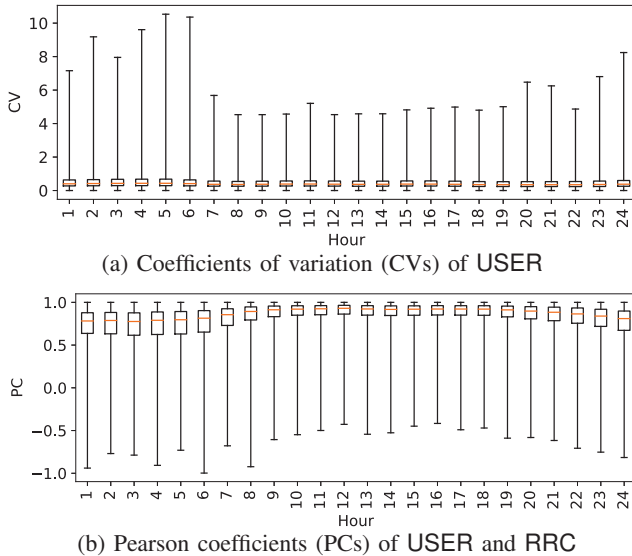 10
8
6
4
2
0
CV
1 2 3 4 5 6 7 8 9 10 11 12 13 14 15 16 17 18 19 20 21 22 23 24
Hour
(a) Coefficients of variation (CVs) of USER
1.0
0.5
0.0
−0.5
−1.0
PC
1 2 3 4 5 6 7 8 9 10 11 12 13 14 15 16 17 18 19 20 21 22 23 24
Hour
(b) Pearson coefficients (PCs) of USER and RRC